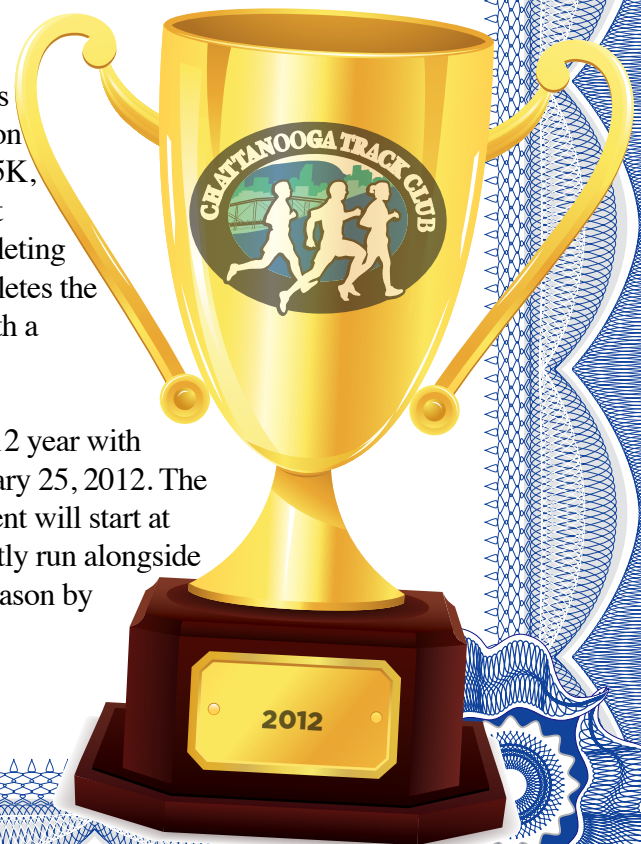 s
on
5K,
t
leting
letes the
th a
CHATTANOOGA TRACK CLUB
12 year with
ary 25, 2012. The
ent will start at
tly run alongside
eason by
2012